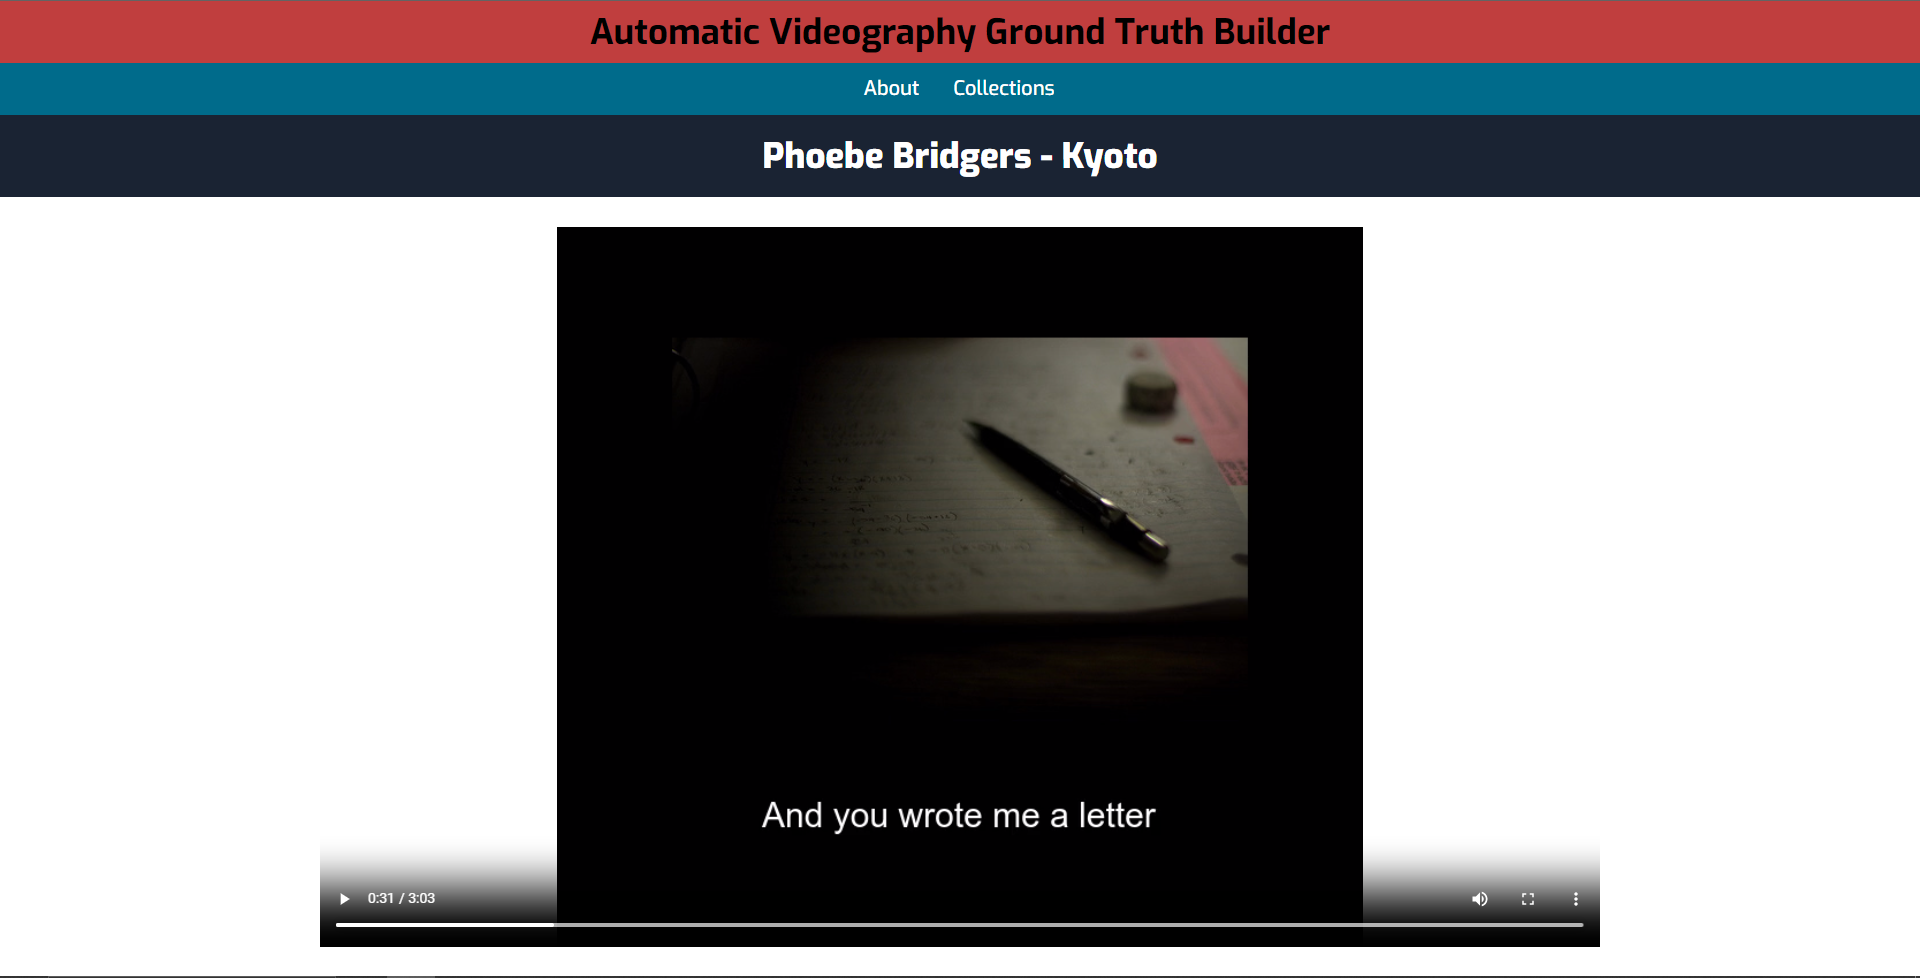 Automatic Videography Ground Truth Builder
About Collections
Phoebe Bridgers - Kyoto
And you wrote me a letter
0:31 / 3:03